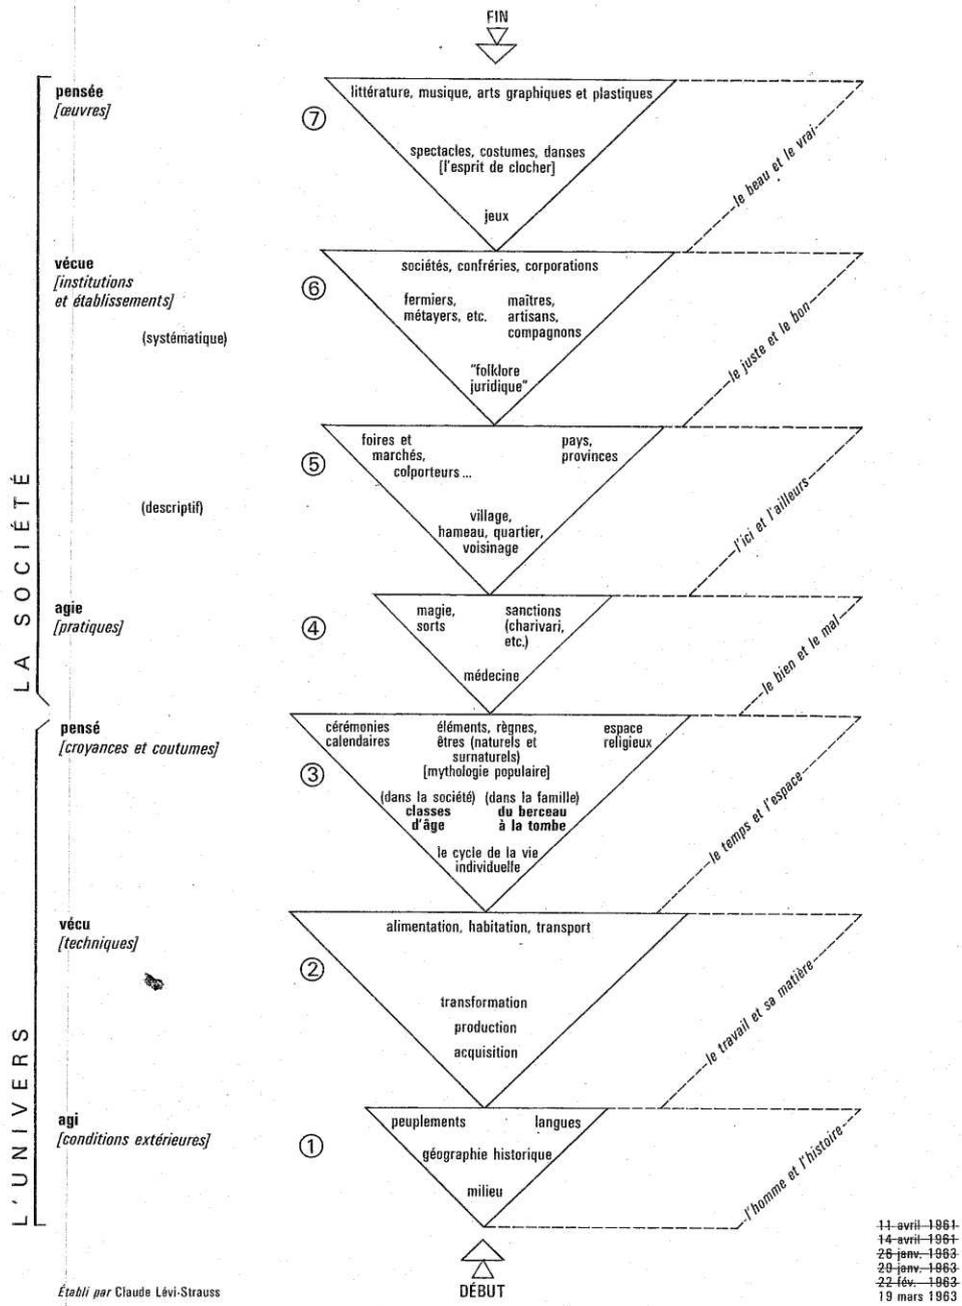 FIN
LA SOCIÉTÉ
pensée
[œuvres]
7
littérature, musique, arts graphiques et plastiques
spectacles, costumes, danses
[l'esprit de clocher]
jeux
le beau et le vrai
vécue
[institutions
et établissements]
(systématique)
6
sociétés, confréries, corporations
fermiers,
métayers, etc.
maîtres,
artisans,
compagnons
"folklore
juridique"
le juste et le bon
(descriptif)
5
foires et
marchés,
colporteurs ...
pays,
provinces
village,
hameau, quartier,
voisinage
l'ici et l'ailleurs
agie
[pratiques]
4
magie,
sorts
sanctions
(charivari,
etc.)
médecine
le bien et le mal
L'UNIVERS
pensé
[croyances et coutumes]
3
cérémonies
calendaires
éléments, règnes,
êtres (naturels et
surnaturels)
[mythologie populaire]
espace
religieux
(dans la société)
classes
d'âge
(dans la famille)
du berceau
à la tombe
le cycle de la vie
individuelle
le temps et l'espace
vécu
[techniques]
2
alimentation, habitation, transport
transformation
production
acquisition
le travail et sa matière
agi
[conditions extérieures]
1
peuplements
langues
géographie historique
milieu
l'homme et l'histoire
DÉBUT
Établi par Claude Lévi-Strauss
11 avril 1961
14 avril 1961
26 janv. 1963
29 janv. 1963
22 fév. 1963
19 mars 1963